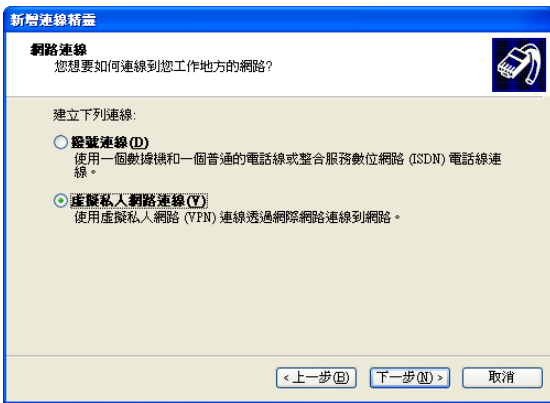 新增連線精靈
網路連線
您想要如何連線到您工作地方的網路?
建立下列連線:
撥號連線(D)
使用一個數據機和一個普通的電話線或整合服務數位網路 (ISDN) 電話線連
線。
虛擬私人網路連線(V)
使用虛擬私人網路 (VPN) 連線透過網際網路連線到網路。
<上一步(B)
下一步(N)>
取消